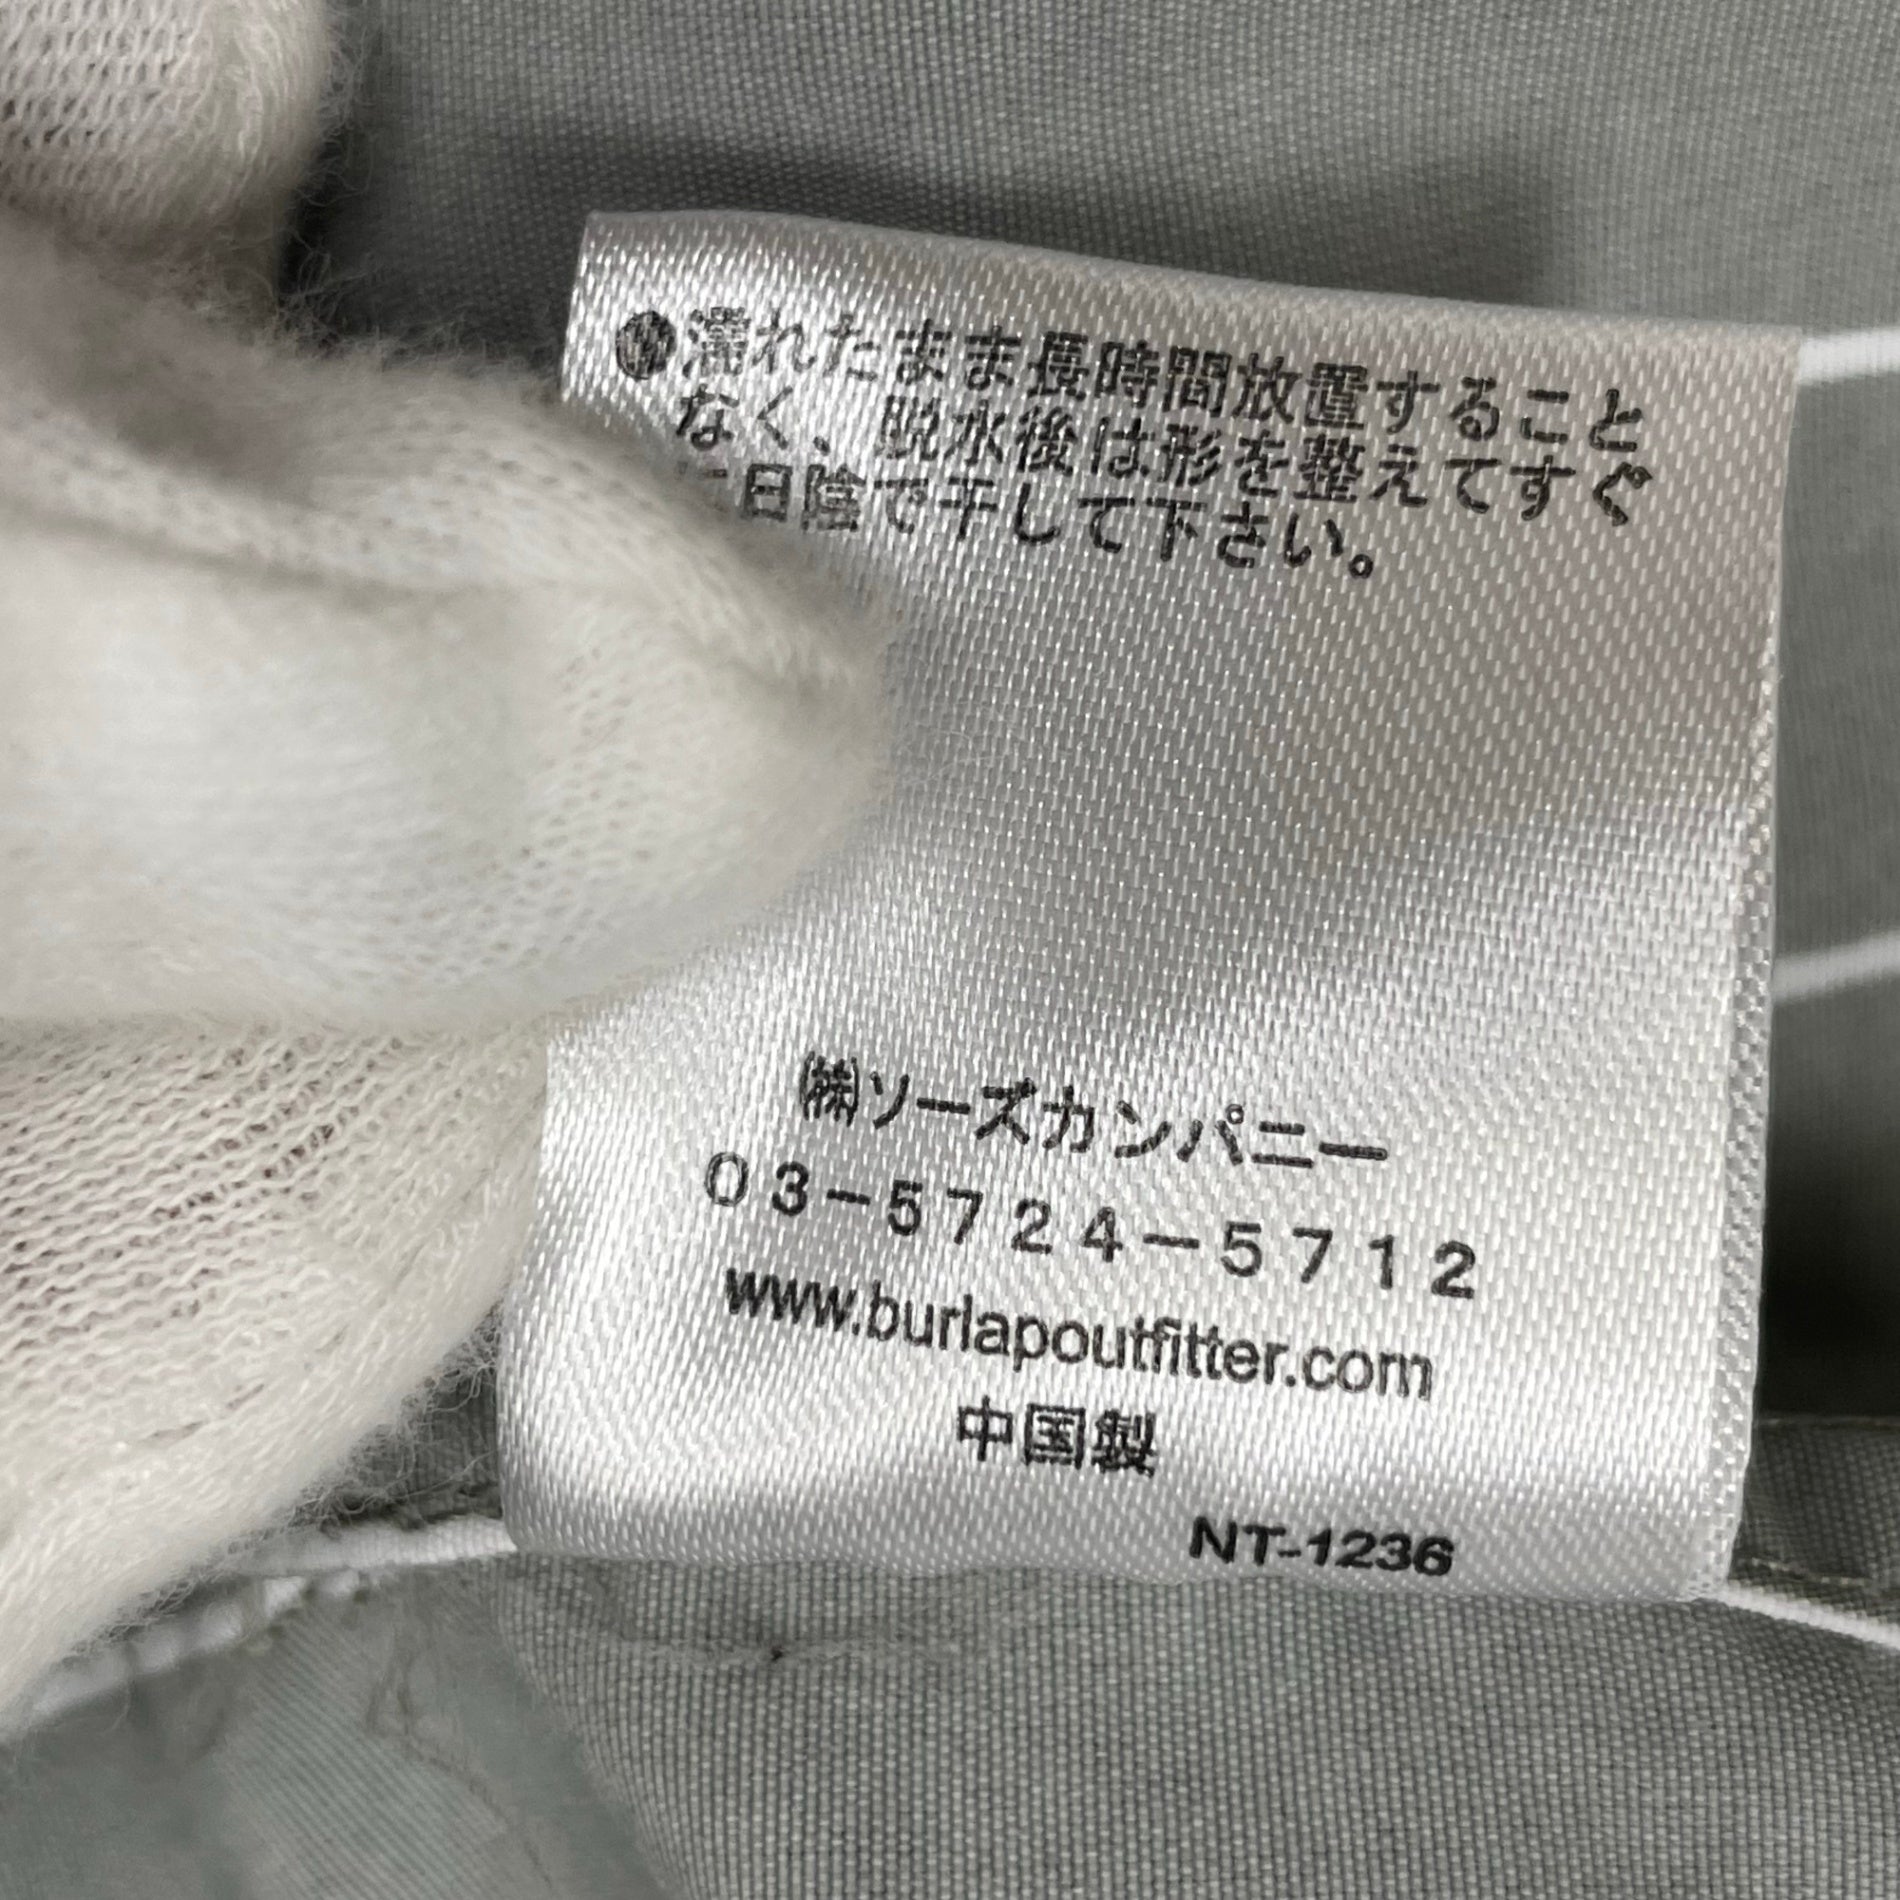 ●濡れたまま長時間放置すること
なく、脱水後は形を整えてすぐ
に日陰で干して下さい。
㈱ソーズカンパニー
03-5724-5712
www.burlapoutfitter.com
中国製
NT-1236